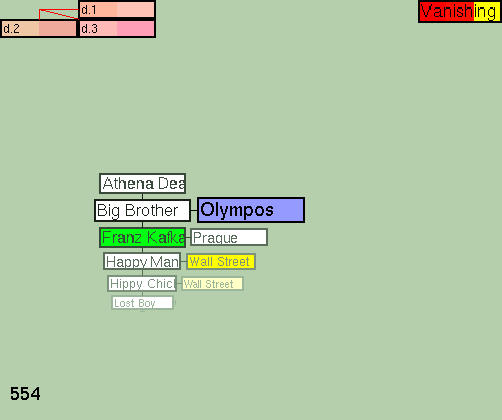 d.1
Vanishing
d.2 d.3
Athena Dea
Big Brother Olympos
Franz Kafka Prague
Happy Man Wall Street
Hippy Chic Wall Street
Lost Boy
554